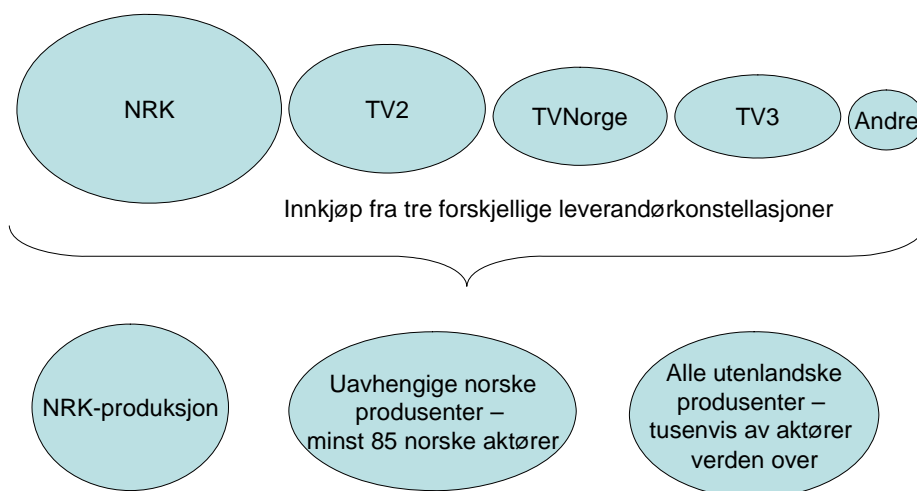 NRK
TV2
TVNorge
TV3
Andre
Innkjøp fra tre forskjellige leverandørkonstellasjoner
NRK-produksjon
Uavhengige norske
produsenter –
minst 85 norske aktører
Alle utenlandske
produsenter –
tusenvis av aktører
verden over